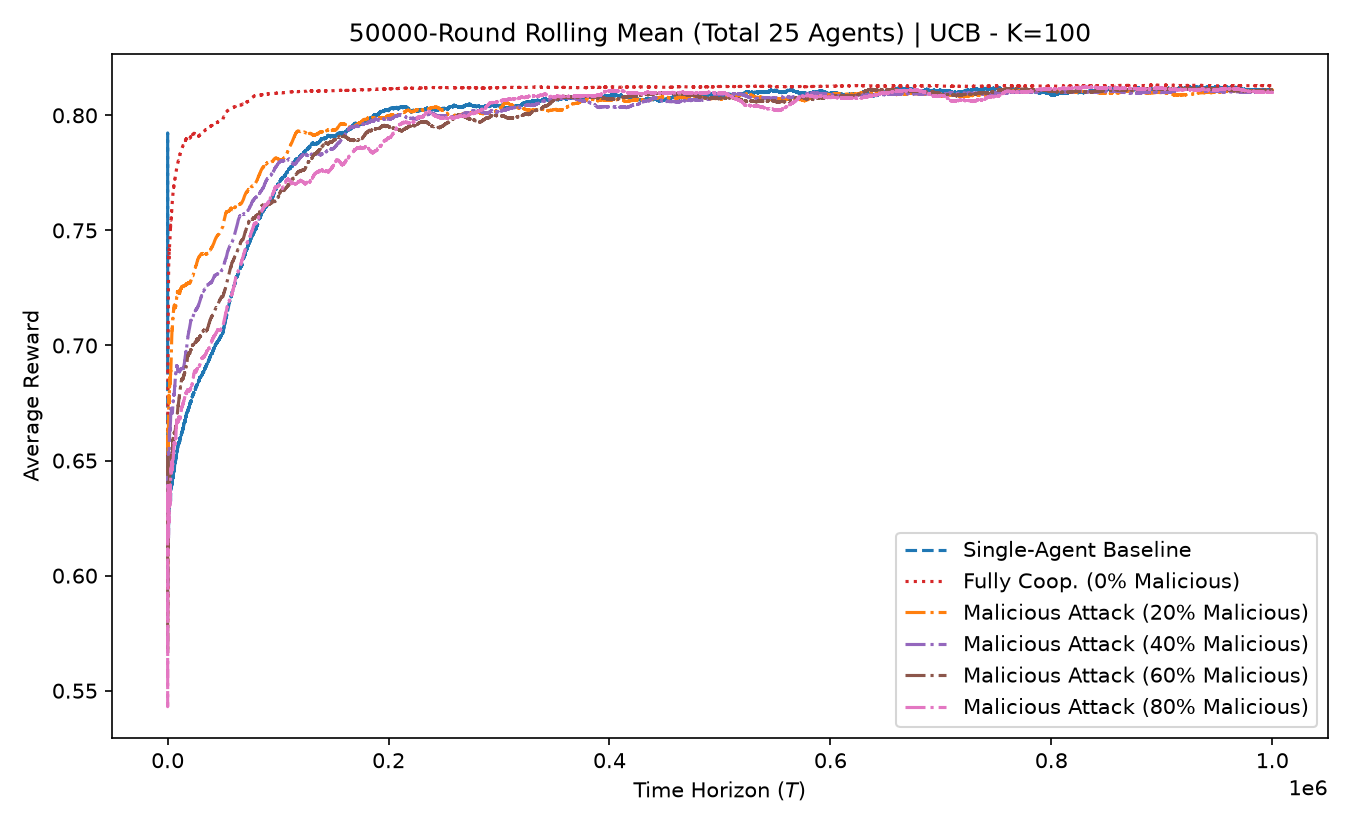 50000-Round Rolling Mean (Total 25 Agents) | UCB - K=100
Average Reward
0.80
0.75
0.70
0.65
0.60
0.55
Single-Agent Baseline
Fully Coop. (0% Malicious)
Malicious Attack (20% Malicious)
Malicious Attack (40% Malicious)
Malicious Attack (60% Malicious)
Malicious Attack (80% Malicious)
0.0 0.2 0.4 0.6 0.8 1.0
1e6
Time Horizon (T)